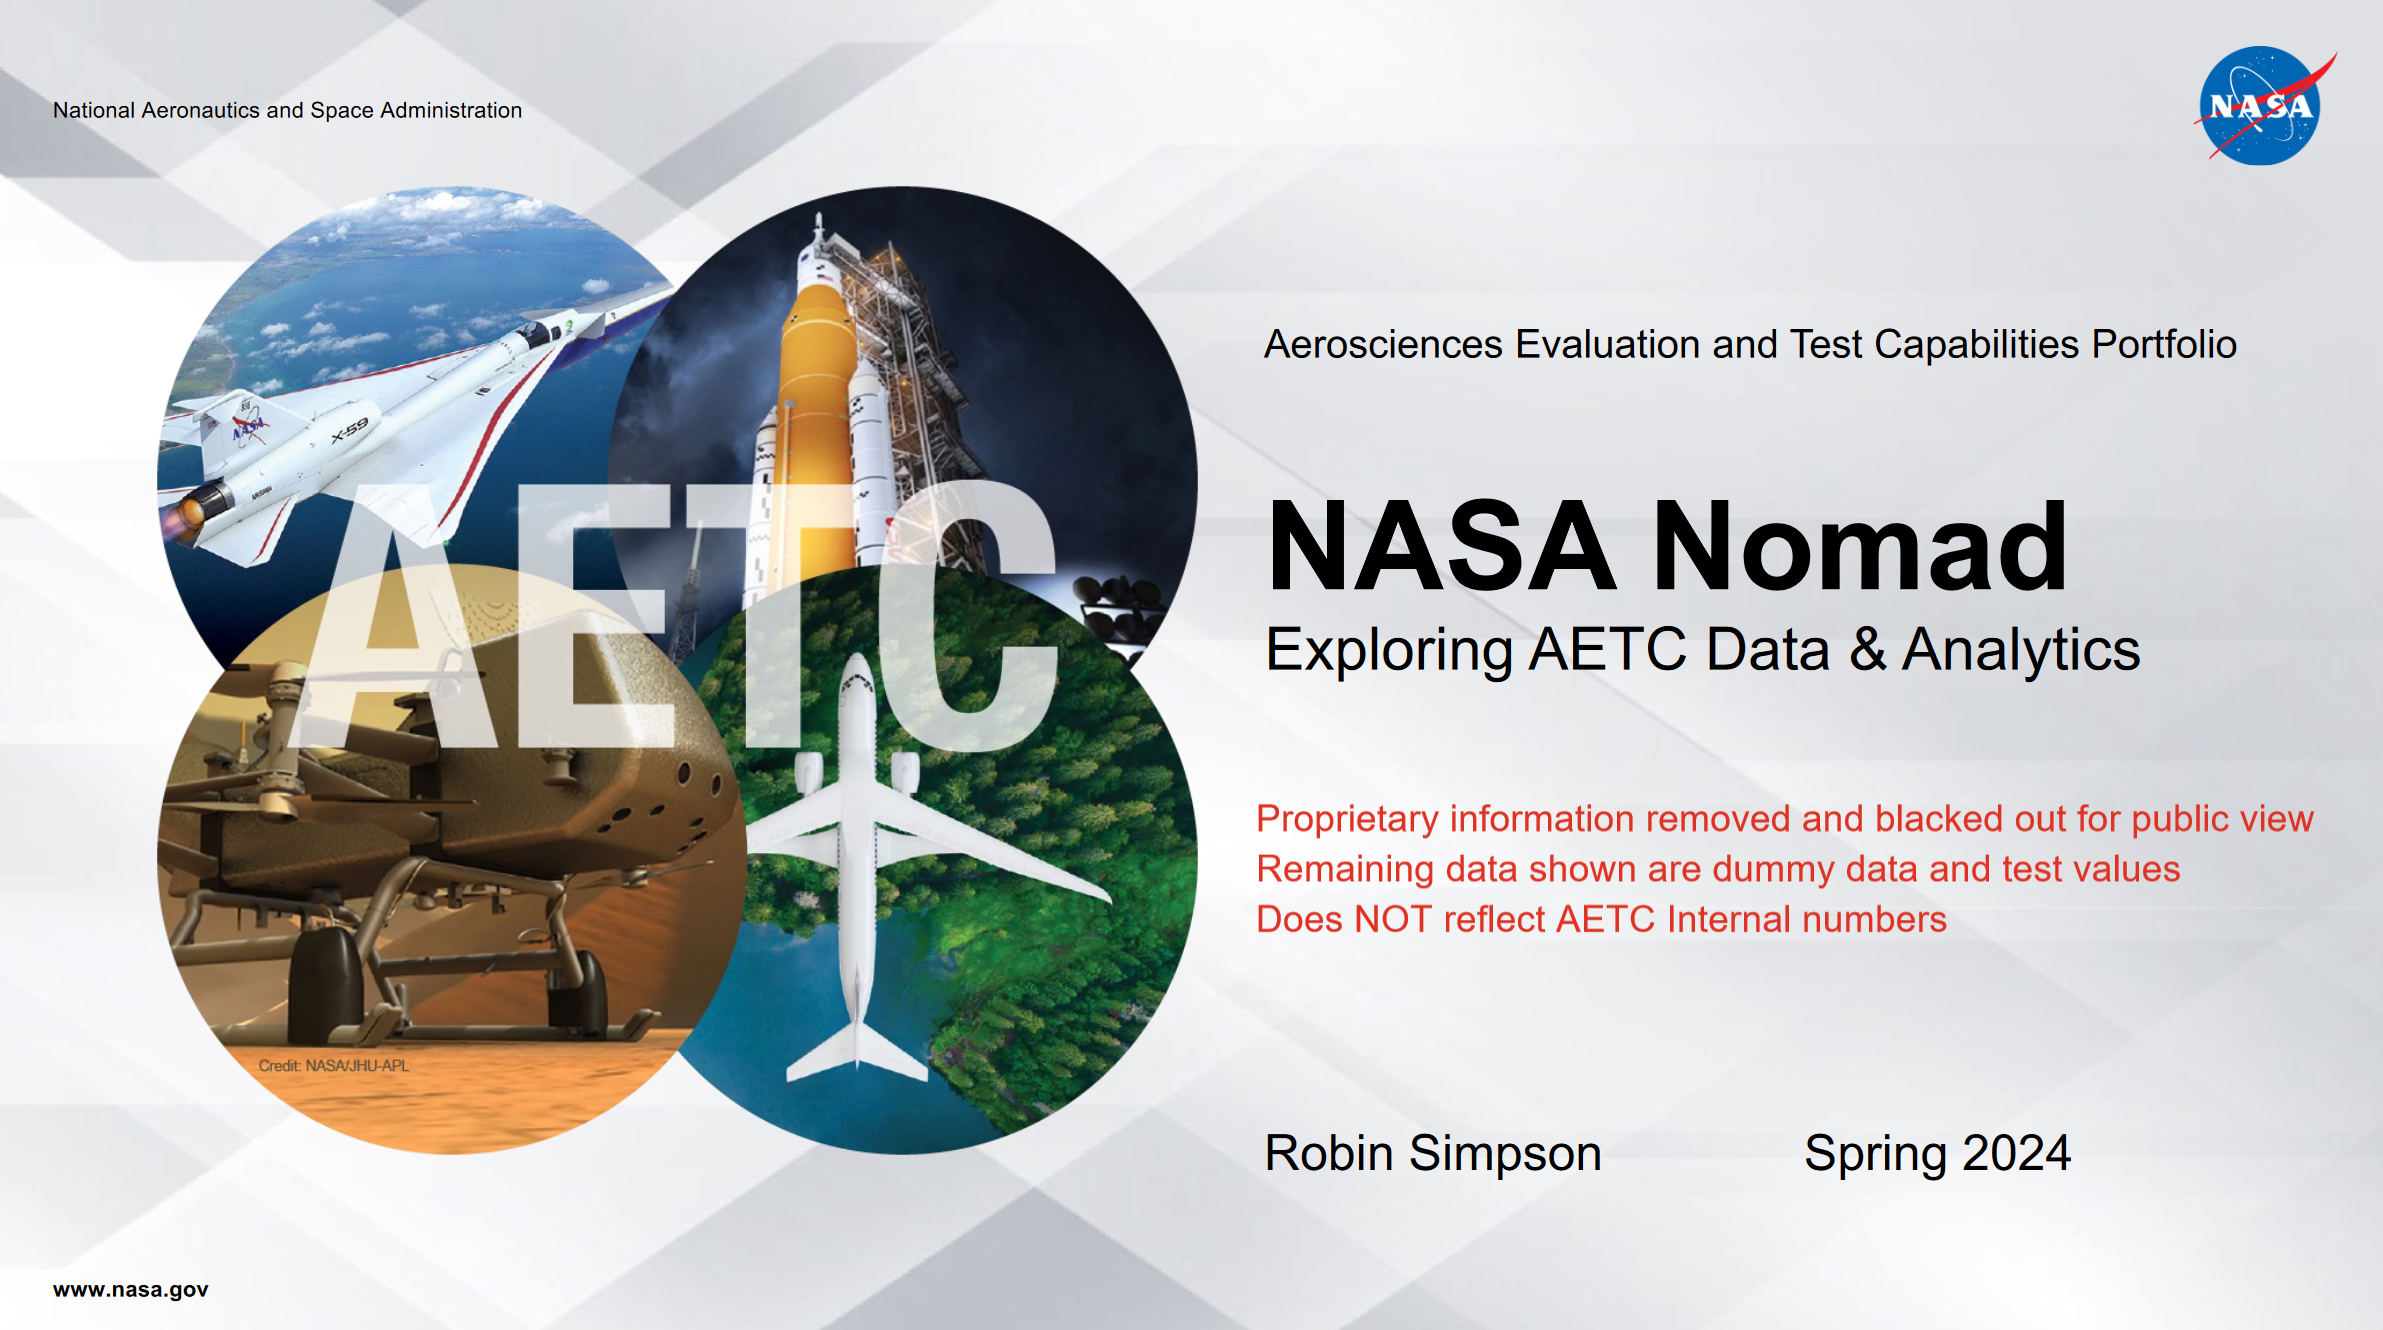 National Aeronautics and Space Administration
NASA
Aerosciences Evaluation and Test Capabilities Portfolio
NASA
X-59
AETC
NASA Nomad
Exploring AETC Data & Analytics
Proprietary information removed and blacked out for public view
Remaining data shown are dummy data and test values
Does NOT reflect AETC Internal numbers
Credit: NASA/JHU-APL
Robin Simpson
Spring 2024
www.nasa.gov